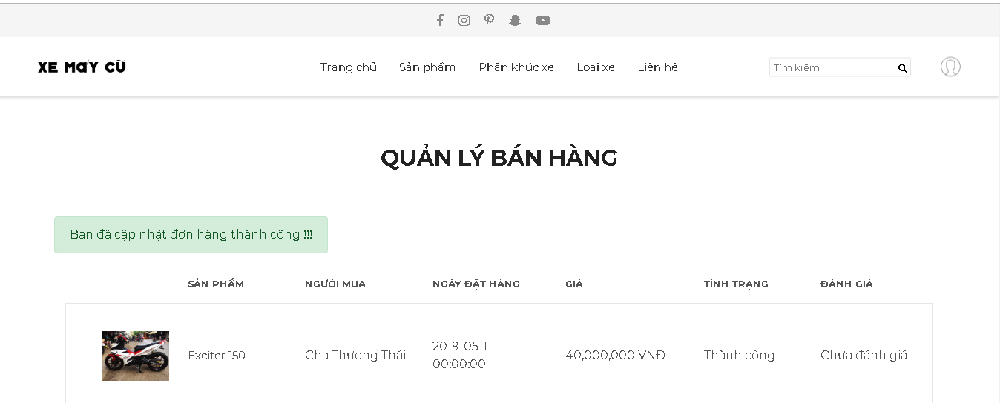 XE MáY CŨ
Trang chủ
Sản phẩm
Phân khúc xe
Loại xe
Liên hệ
Tìm kiếm
QUẢN LÝ BÁN HÀNG
Bạn đã cập nhật đơn hàng thành công !!!
SẢN PHẨM
NGƯỜI MUA
NGÀY ĐẶT HÀNG
GIÁ
TÌNH TRẠNG
ĐÁNH GIÁ
Exciter 150
Cha Thương Thái
2019-05-11
00:00:00
40,000,000 VNĐ
Thành công
Chưa đánh giá